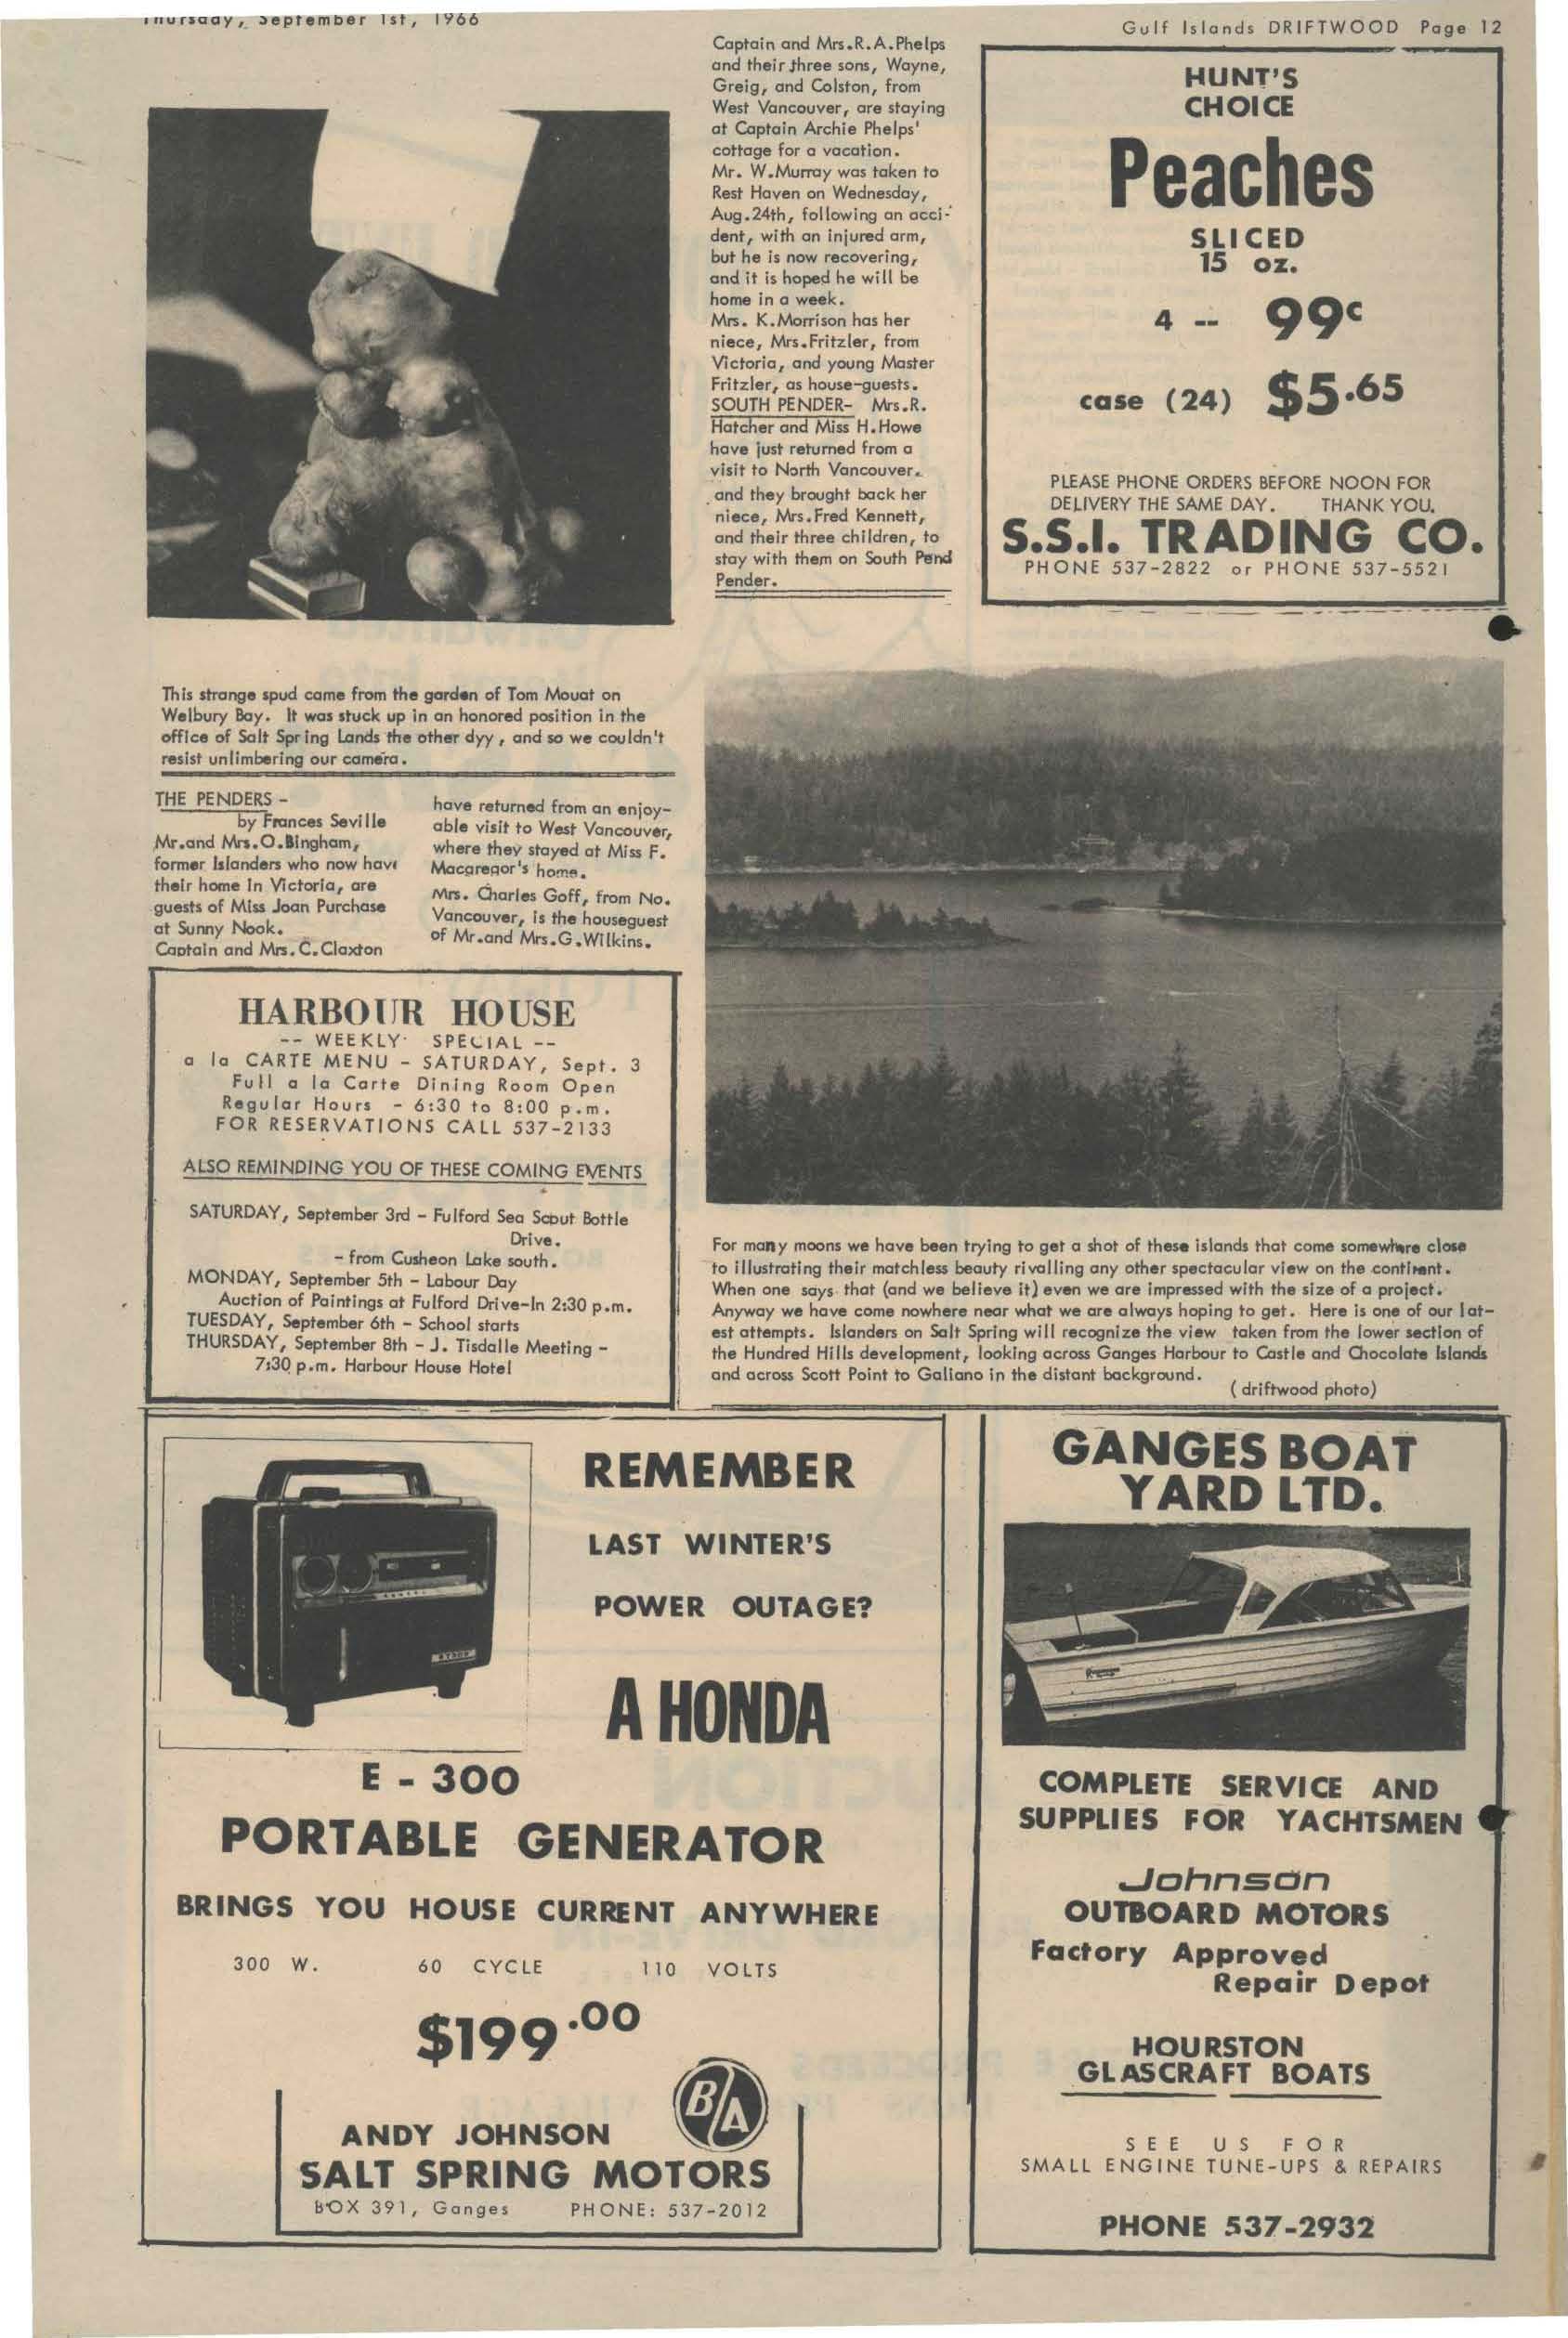 Thursday, September 1st, 1966
Gulf Islands DRIFTWOOD Page 12
This strange spud came from the garden of Tom Mouat on
Welbury Bay. It was stuck up in an honored position in the
office of Salt Spring Lands the other dyy, and so we couldn't
resist unlimbering our camera.
THE PENDERS -
by Frances Seville
Mr.and Mrs.O.Bingham,
former Islanders who now have
their home in Victoria, are
guests of Miss Joan Purchase
at Sunny Nook.
Captain and Mrs.C.Claxton
have returned from an enjoy-
able visit to West Vancouver,
where they stayed at Miss F.
Macgregor's home.
Mrs. Charles Goff, from No.
Vancouver, is the houseguest
of Mr.and Mrs.G.Wilkins.
Captain and Mrs.R.A.Phelps
and their three sons, Wayne,
Greig, and Colston, from
West Vancouver, are staying
at Captain Archie Phelps'
cottage for a vacation.
Mr. W.Murray was taken to
Rest Haven on Wednesday,
Aug.24th, following an acci-
dent, with an injured arm,
but he is now recovering,
and it is hoped he will be
home in a week.
Mrs. K.Morrison has her
niece, Mrs.Fritzler, from
Victoria, and young Master
Fritzler, as house-guests.
SOUTH PENDER- Mrs.R.
Hatcher and Miss H.Howe
have just returned from a
visit to North Vancouver.
and they brought back her
niece, Mrs.Fred Kennett,
and their three children, to
stay with them on South Pend
Pender.
HUNT'S
CHOICE
Peaches
SLICED
15 oz.
4 -- 99c
case (24) $5.65
PLEASE PHONE ORDERS BEFORE NOON FOR
DELIVERY THE SAME DAY. THANK YOU.
S.S.I. TRADING CO.
PHONE 537-2822 or PHONE 537-5521
HARBOUR HOUSE
-- WEEKLY SPECIAL --
a la CARTE MENU - SATURDAY, Sept. 3
Full a la Carte Dining Room Open
Regular Hours - 6:30 to 8:00 p.m.
FOR RESERVATIONS CALL 537-2133
ALSO REMINDING YOU OF THESE COMING EVENTS
SATURDAY, September 3rd - Fulford Sea Scout Bottle
Drive.
- from Cusheon Lake south.
MONDAY, September 5th - Labour Day
Auction of Paintings at Fulford Drive-In 2:30 p.m.
TUESDAY, September 6th - School starts
THURSDAY, September 8th - J. Tisdalle Meeting -
7:30 p.m. Harbour House Hotel
For many moons we have been trying to get a shot of these islands that come somewhere close
to illustrating their matchless beauty rivalling any other spectacular view on the continent.
When one says that (and we believe it) even we are impressed with the size of a project.
Anyway we have come nowhere near what we are always hoping to get. Here is one of our lat-
est attempts. Islanders on Salt Spring will recognize the view taken from the lower section of
the Hundred Hills development, looking across Ganges Harbour to Castle and Chocolate Islands
and across Scott Point to Galiano in the distant background.
( driftwood photo)
REMEMBER
LAST WINTER'S
POWER OUTAGE?
A HONDA
E - 300
PORTABLE GENERATOR
BRINGS YOU HOUSE CURRENT ANYWHERE
300 W. 60 CYCLE 110 VOLTS
$199.00
B/A
ANDY JOHNSON
SALT SPRING MOTORS
BOX 391, Ganges PHONE: 537-2012
GANGES BOAT
YARD LTD.
COMPLETE SERVICE AND
SUPPLIES FOR YACHTSMEN
Johnson
OUTBOARD MOTORS
Factory Approved
Repair Depot
HOURSTON
GLASCRAFT BOATS
SEE US FOR
SMALL ENGINE TUNE-UPS & REPAIRS
PHONE 537-2932